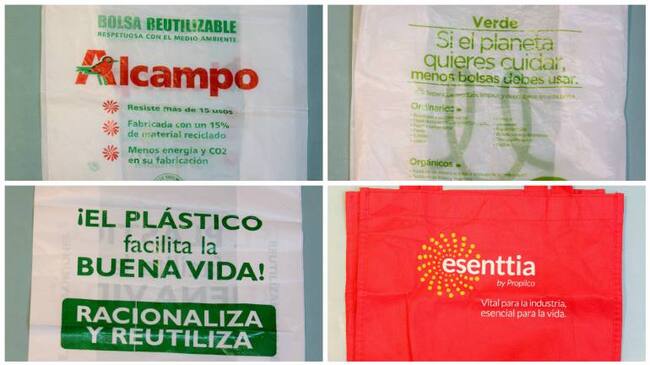 BOLSA REUTILIZABLE
RESPETUOSA CON EL MEDIO AMBIENTE
Alcampo
Resiste más de 15 usos
Fabricada con un 15%
de material reciclado
Menos energía y CO2
en su fabricación
Verde
Si el planeta
quieres cuidar,
menos bolsas debes usar.
Ordinarios
Orgánicos
¡EL PLÁSTICO
facilita la
BUENA VIDA!
RACIONALIZA
Y REUTILIZA
esenttia
by Propilco
Vital para la industria,
esencial para la vida.